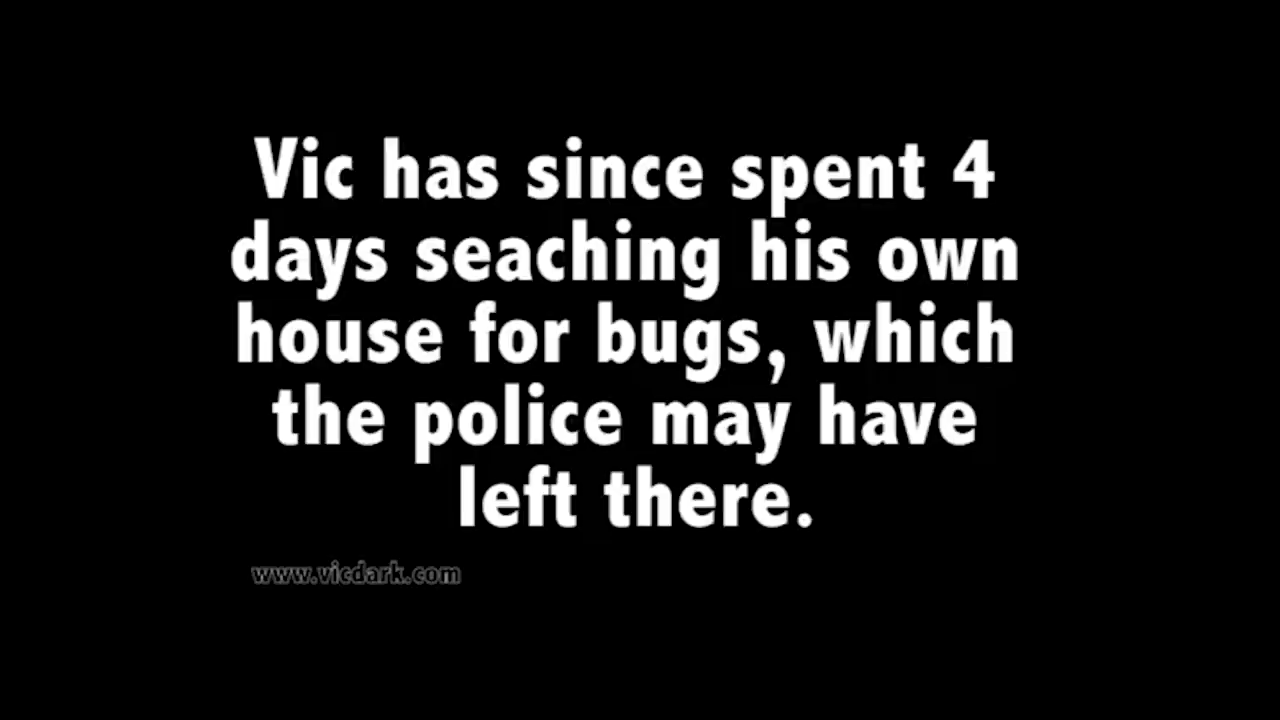 Vic has since spent 4
days seaching his own
house for bugs, which
the police may have
left there.
www.vicdark.com